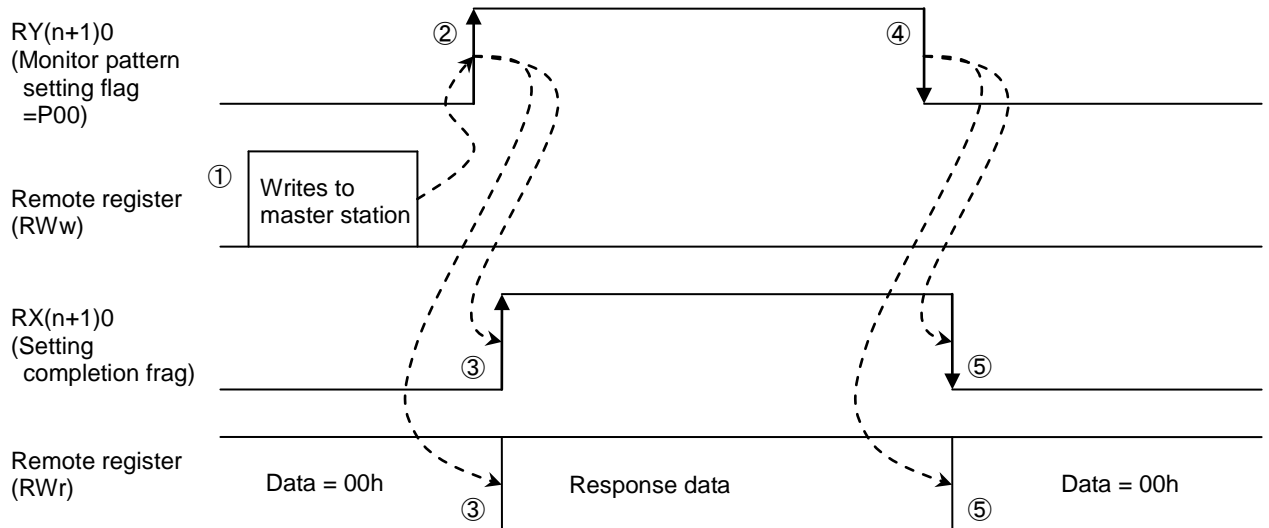 RY(n+1)0
(Monitor pattern
setting flag
=P00)
②
④
①
Writes to
master station
Remote register
(RWw)
RX(n+1)0
(Setting
completion frag)
③
⑤
Remote register
(RWr)
Data = 00h
③
Response data
⑤
Data = 00h